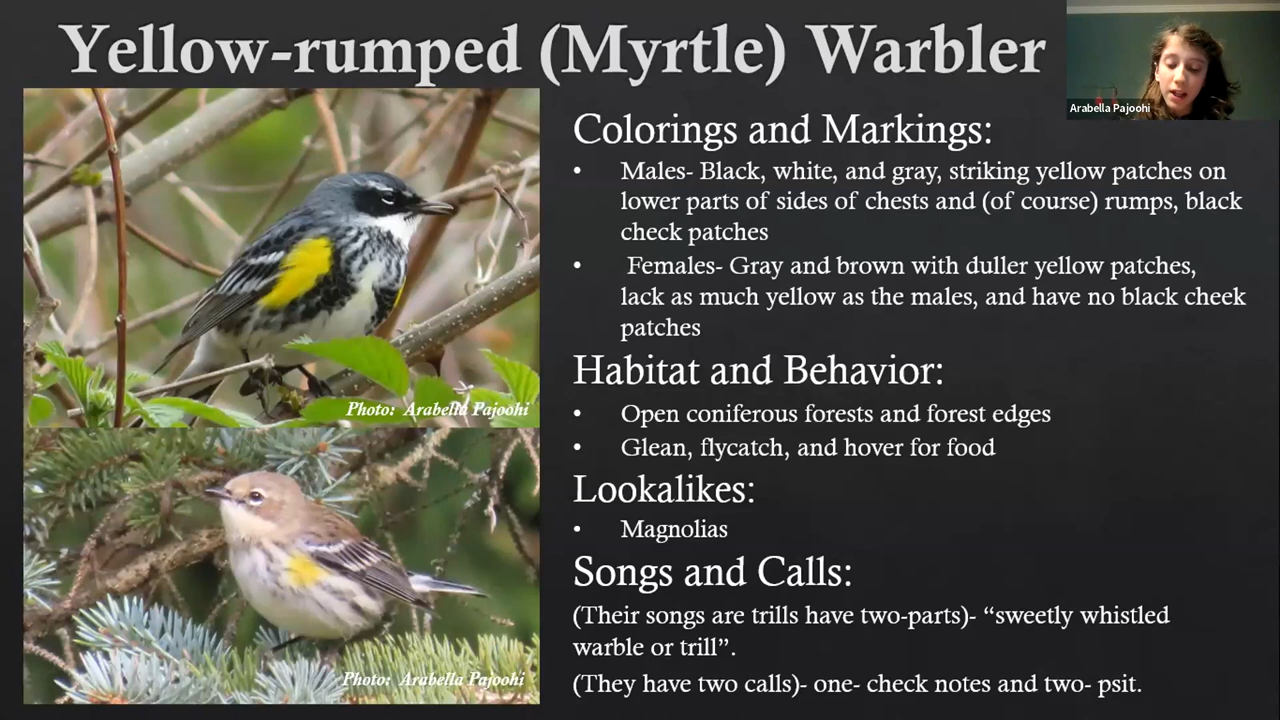 Yellow-rumped (Myrtle) Warbler
Arabella Pajoohi
Colorings and Markings:
• Males- Black, white, and gray, striking yellow patches on
lower parts of sides of chests and (of course) rumps, black
check patches
• Females- Gray and brown with duller yellow patches,
lack as much yellow as the males, and have no black cheek
patches
Habitat and Behavior:
• Open coniferous forests and forest edges
• Glean, flycatch, and hover for food
Lookalikes:
• Magnolias
Songs and Calls:
(Their songs are trills have two-parts)- “sweetly whistled
warble or trill”.
(They have two calls)- one- check notes and two- psit.
Photo: Arabella Pajoohi
Photo: Arabella Pajoohi